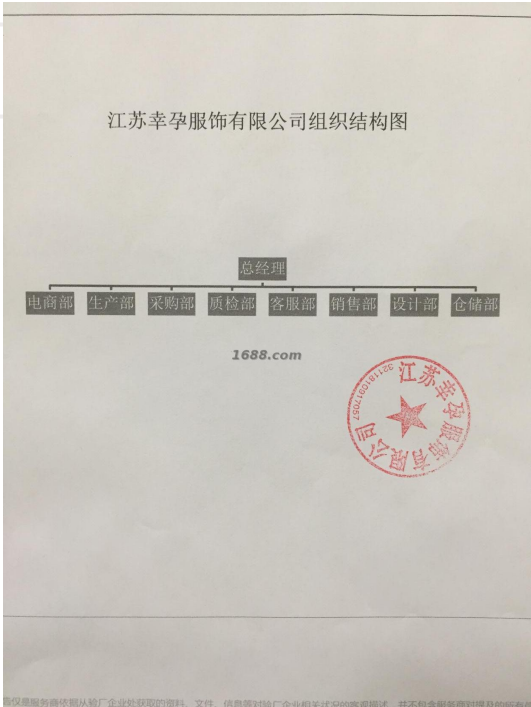 江苏幸孕服饰有限公司组织结构图
总经理
电商部 生产部 采购部 质检部 客服部 销售部 设计部 仓储部
1688.com
江苏幸孕服饰有限公司
3211810917057